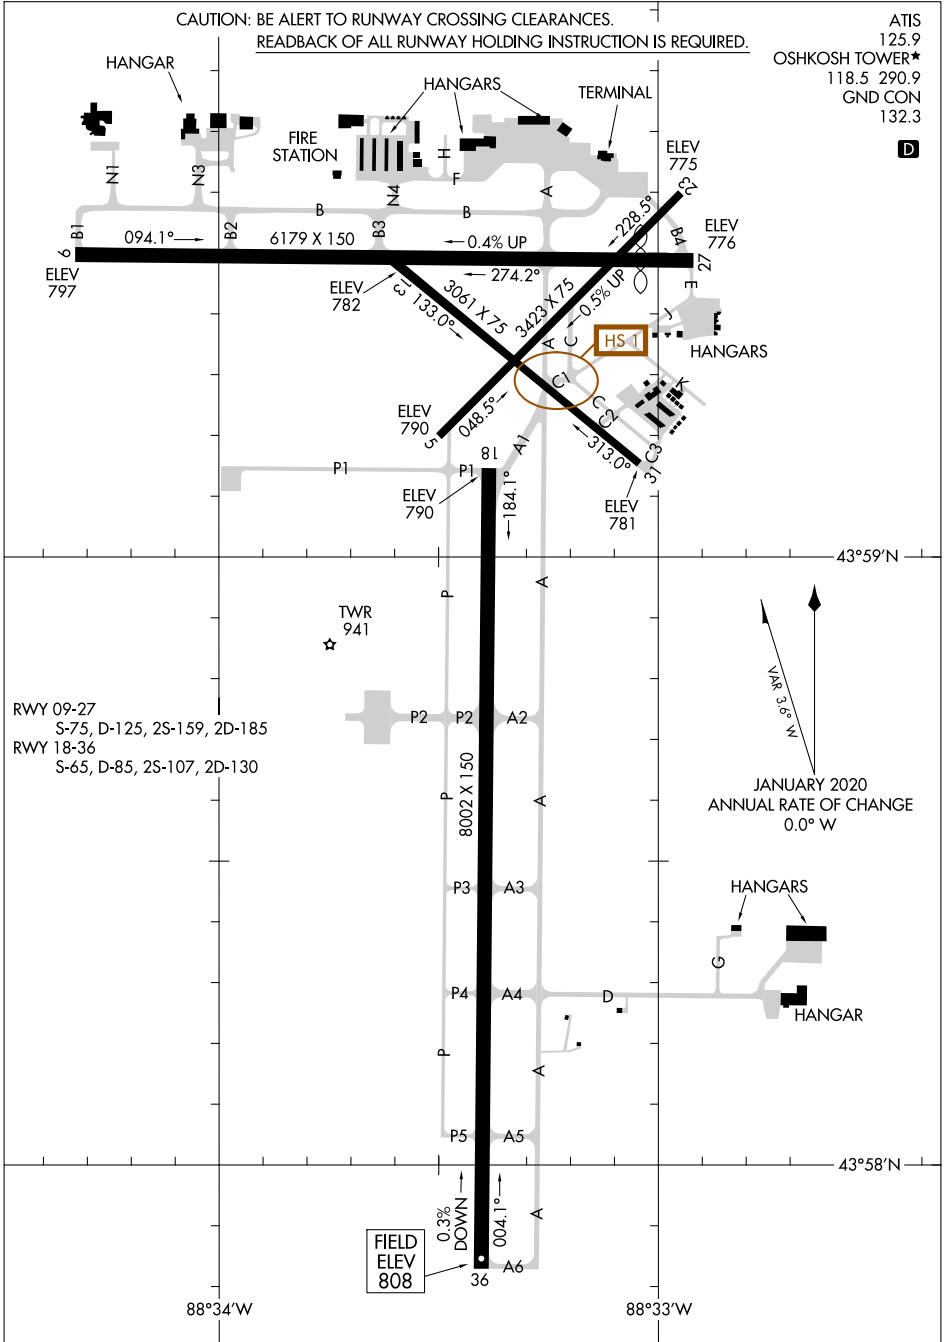 CAUTION: BE ALERT TO RUNWAY CROSSING CLEARANCES.
READBACK OF ALL RUNWAY HOLDING INSTRUCTION IS REQUIRED.
ATIS
125.9
OSHKOSH TOWER★
118.5 290.9
GND CON
132.3
D
HANGAR
HANGARS
TERMINAL
FIRE
STATION
ELEV
775
23
N1
N3
N4
H
F
A
B
B
B1
B2
B3
B4
228.5°
ELEV
776
094.1°
6179 X 150
0.4% UP
9
27
274.2°
ELEV
797
ELEV
782
13
133.0°
3061 X 75
3423 X 75
0.5% UP
E
J
A
C
HS 1
HANGARS
C1
K
C
C2
C3
ELEV
790
5
048.5°
313.0°
31
ELEV
781
A1
18
P1
P1
ELEV
790
184.1°
43°59'N
P
A
TWR
941
VAR 3.6° W
RWY 09-27
S-75, D-125, 2S-159, 2D-185
RWY 18-36
S-65, D-85, 2S-107, 2D-130
P2
P2
A2
P
8002 X 150
A
JANUARY 2020
ANNUAL RATE OF CHANGE
0.0° W
P3
A3
HANGARS
G
P4
A4
D
HANGAR
P
A
P5
A5
43°58'N
0.3%
DOWN
004.1°
A
FIELD
ELEV
808
A6
36
88°34'W
88°33'W